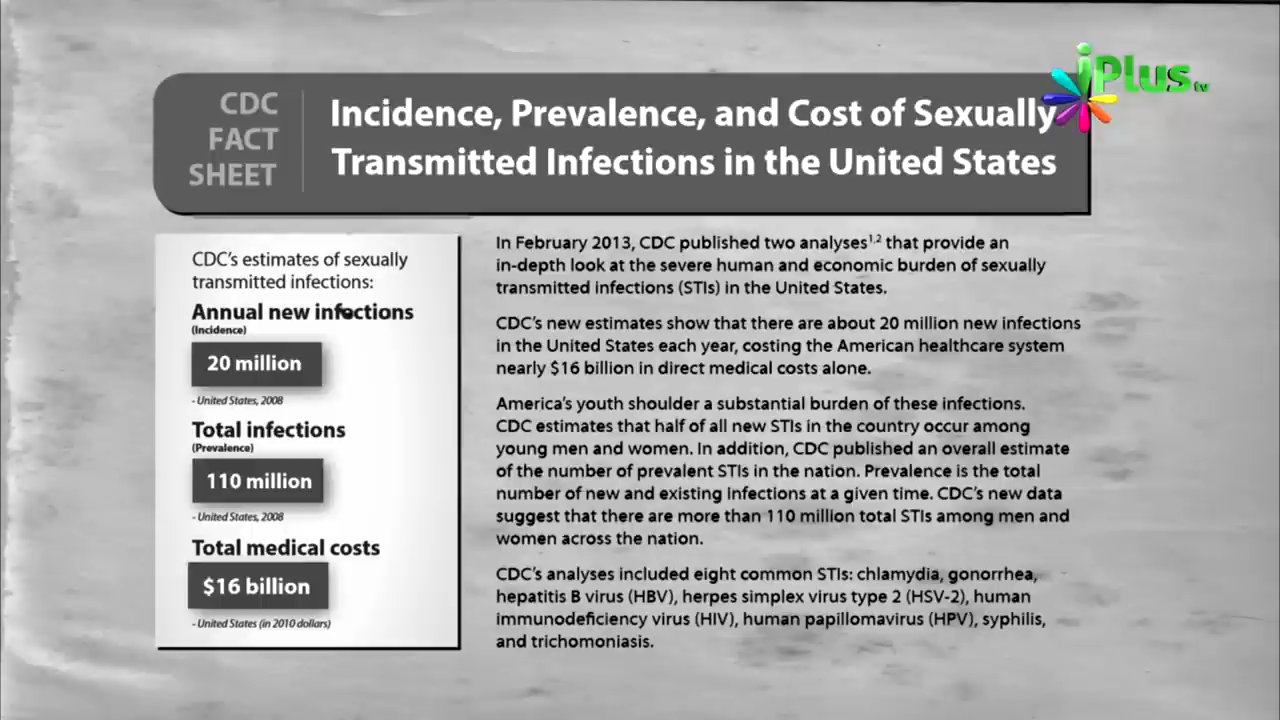 iPlus tv
CDC
FACT
SHEET
Incidence, Prevalence, and Cost of Sexually
Transmitted Infections in the United States
CDC's estimates of sexually
transmitted infections:
Annual new infections
(Incidence)
20 million
- United States, 2008
Total infections
(Prevalence)
110 million
- United States, 2008
Total medical costs
$16 billion
- United States (in 2010 dollars)
In February 2013, CDC published two analyses¹,² that provide an
in-depth look at the severe human and economic burden of sexually
transmitted infections (STIs) in the United States.
CDC's new estimates show that there are about 20 million new infections
in the United States each year, costing the American healthcare system
nearly $16 billion in direct medical costs alone.
America's youth shoulder a substantial burden of these infections.
CDC estimates that half of all new STIs in the country occur among
young men and women. In addition, CDC published an overall estimate
of the number of prevalent STIs in the nation. Prevalence is the total
number of new and existing infections at a given time. CDC's new data
suggest that there are more than 110 million total STIs among men and
women across the nation.
CDC's analyses included eight common STIs: chlamydia, gonorrhea,
hepatitis B virus (HBV), herpes simplex virus type 2 (HSV-2), human
immunodeficiency virus (HIV), human papillomavirus (HPV), syphilis,
and trichomoniasis.